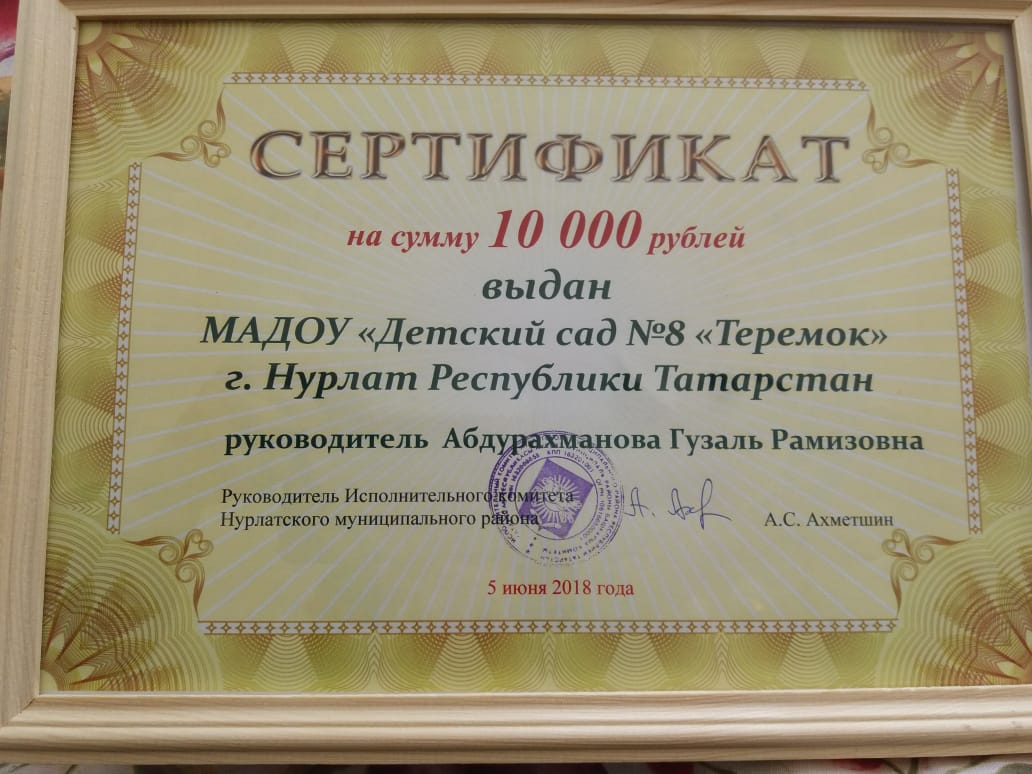 СЕРТИФИКАТ
на сумму 10 000 рублей
выдан
МАДОУ «Детский сад №8 «Теремок»
г. Нурлат Республики Татарстан
руководитель Абдурахманова Гузаль Рамизовна
Руководитель Исполнительного комитета
Нурлатского муниципального района
А.С. Ахметшин
5 июня 2018 года